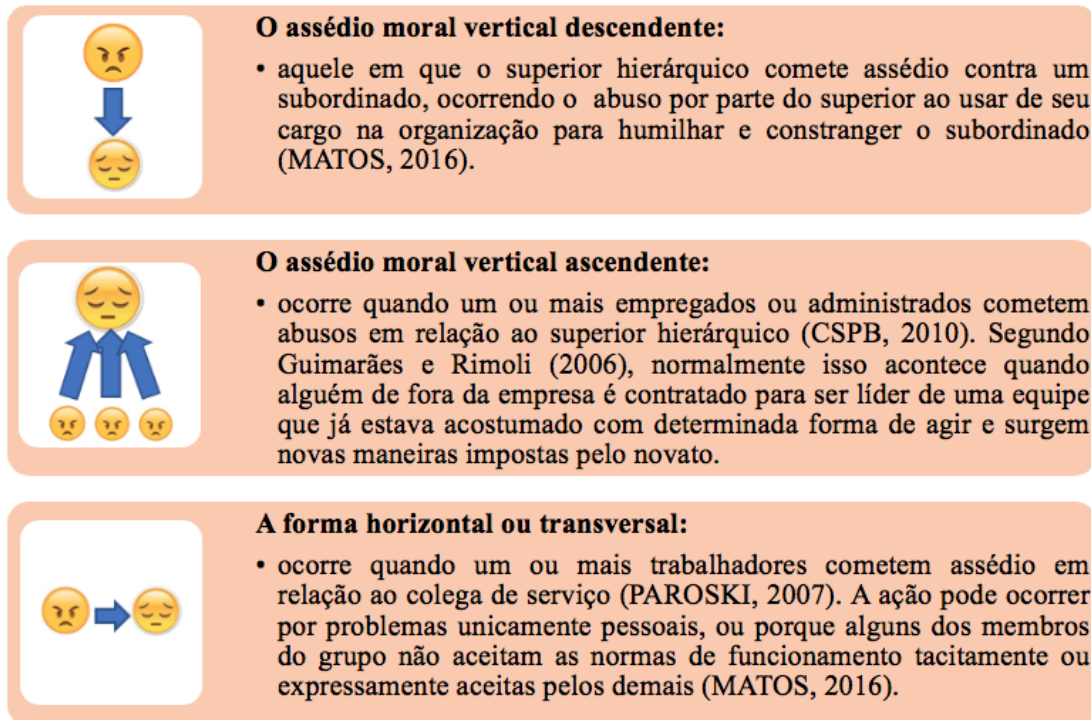 O assédio moral vertical descendente:
• aquele em que o superior hierárquico comete assédio contra um
subordinado, ocorrendo o abuso por parte do superior ao usar de seu
cargo na organização para humilhar e constranger o subordinado
(MATOS, 2016).
O assédio moral vertical ascendente:
• ocorre quando um ou mais empregados ou administrados cometem
abusos em relação ao superior hierárquico (CSPB, 2010). Segundo
Guimarães e Rimoli (2006), normalmente isso acontece quando
alguém de fora da empresa é contratado para ser líder de uma equipe
que já estava acostumado com determinada forma de agir e surgem
novas maneiras impostas pelo novato.
A forma horizontal ou transversal:
• ocorre quando um ou mais trabalhadores cometem assédio em
relação ao colega de serviço (PAROSKI, 2007). A ação pode ocorrer
por problemas unicamente pessoais, ou porque alguns dos membros
do grupo não aceitam as normas de funcionamento tacitamente ou
expressamente aceitas pelos demais (MATOS, 2016).